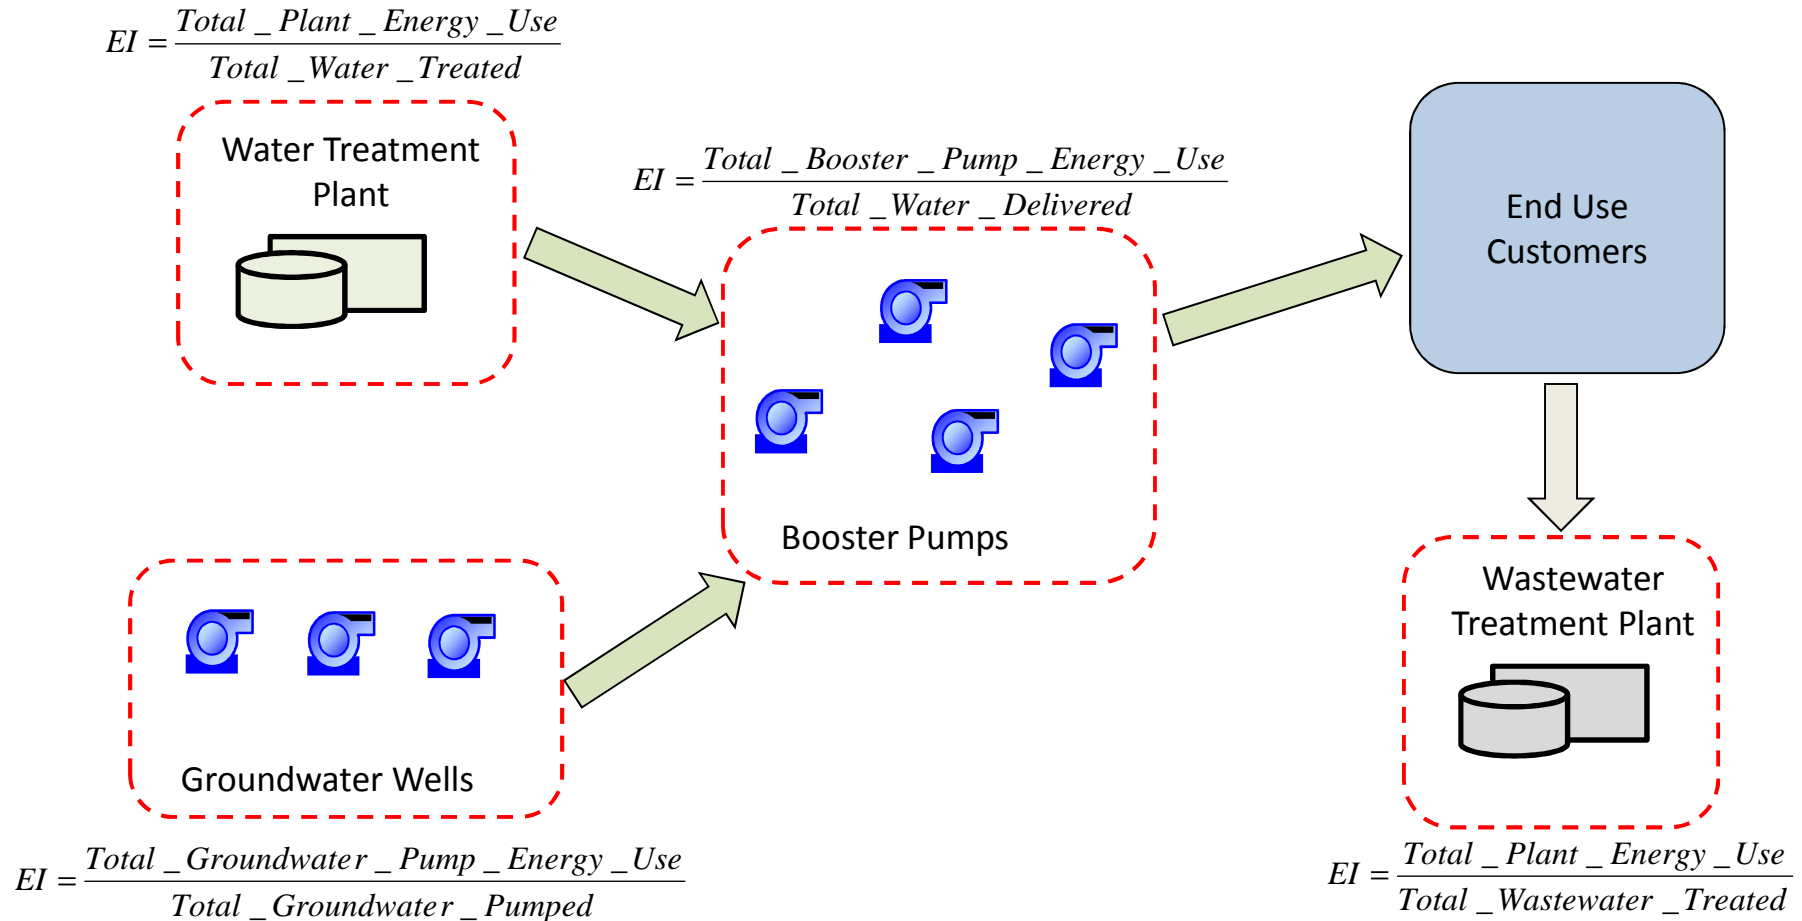 EI = Total _ Plant _ Energy _ Use
Total _ Water _ Treated
Water Treatment
Plant
EI = Total _ Booster _ Pump _ Energy _ Use
Total _ Water _ Delivered
End Use
Customers
Booster Pumps
Wastewater
Treatment Plant
Groundwater Wells
EI = Total _ Groundwater _ Pump _ Energy _ Use
Total _ Groundwater _ Pumped
EI = Total _ Plant _ Energy _ Use
Total _ Wastewater _ Treated